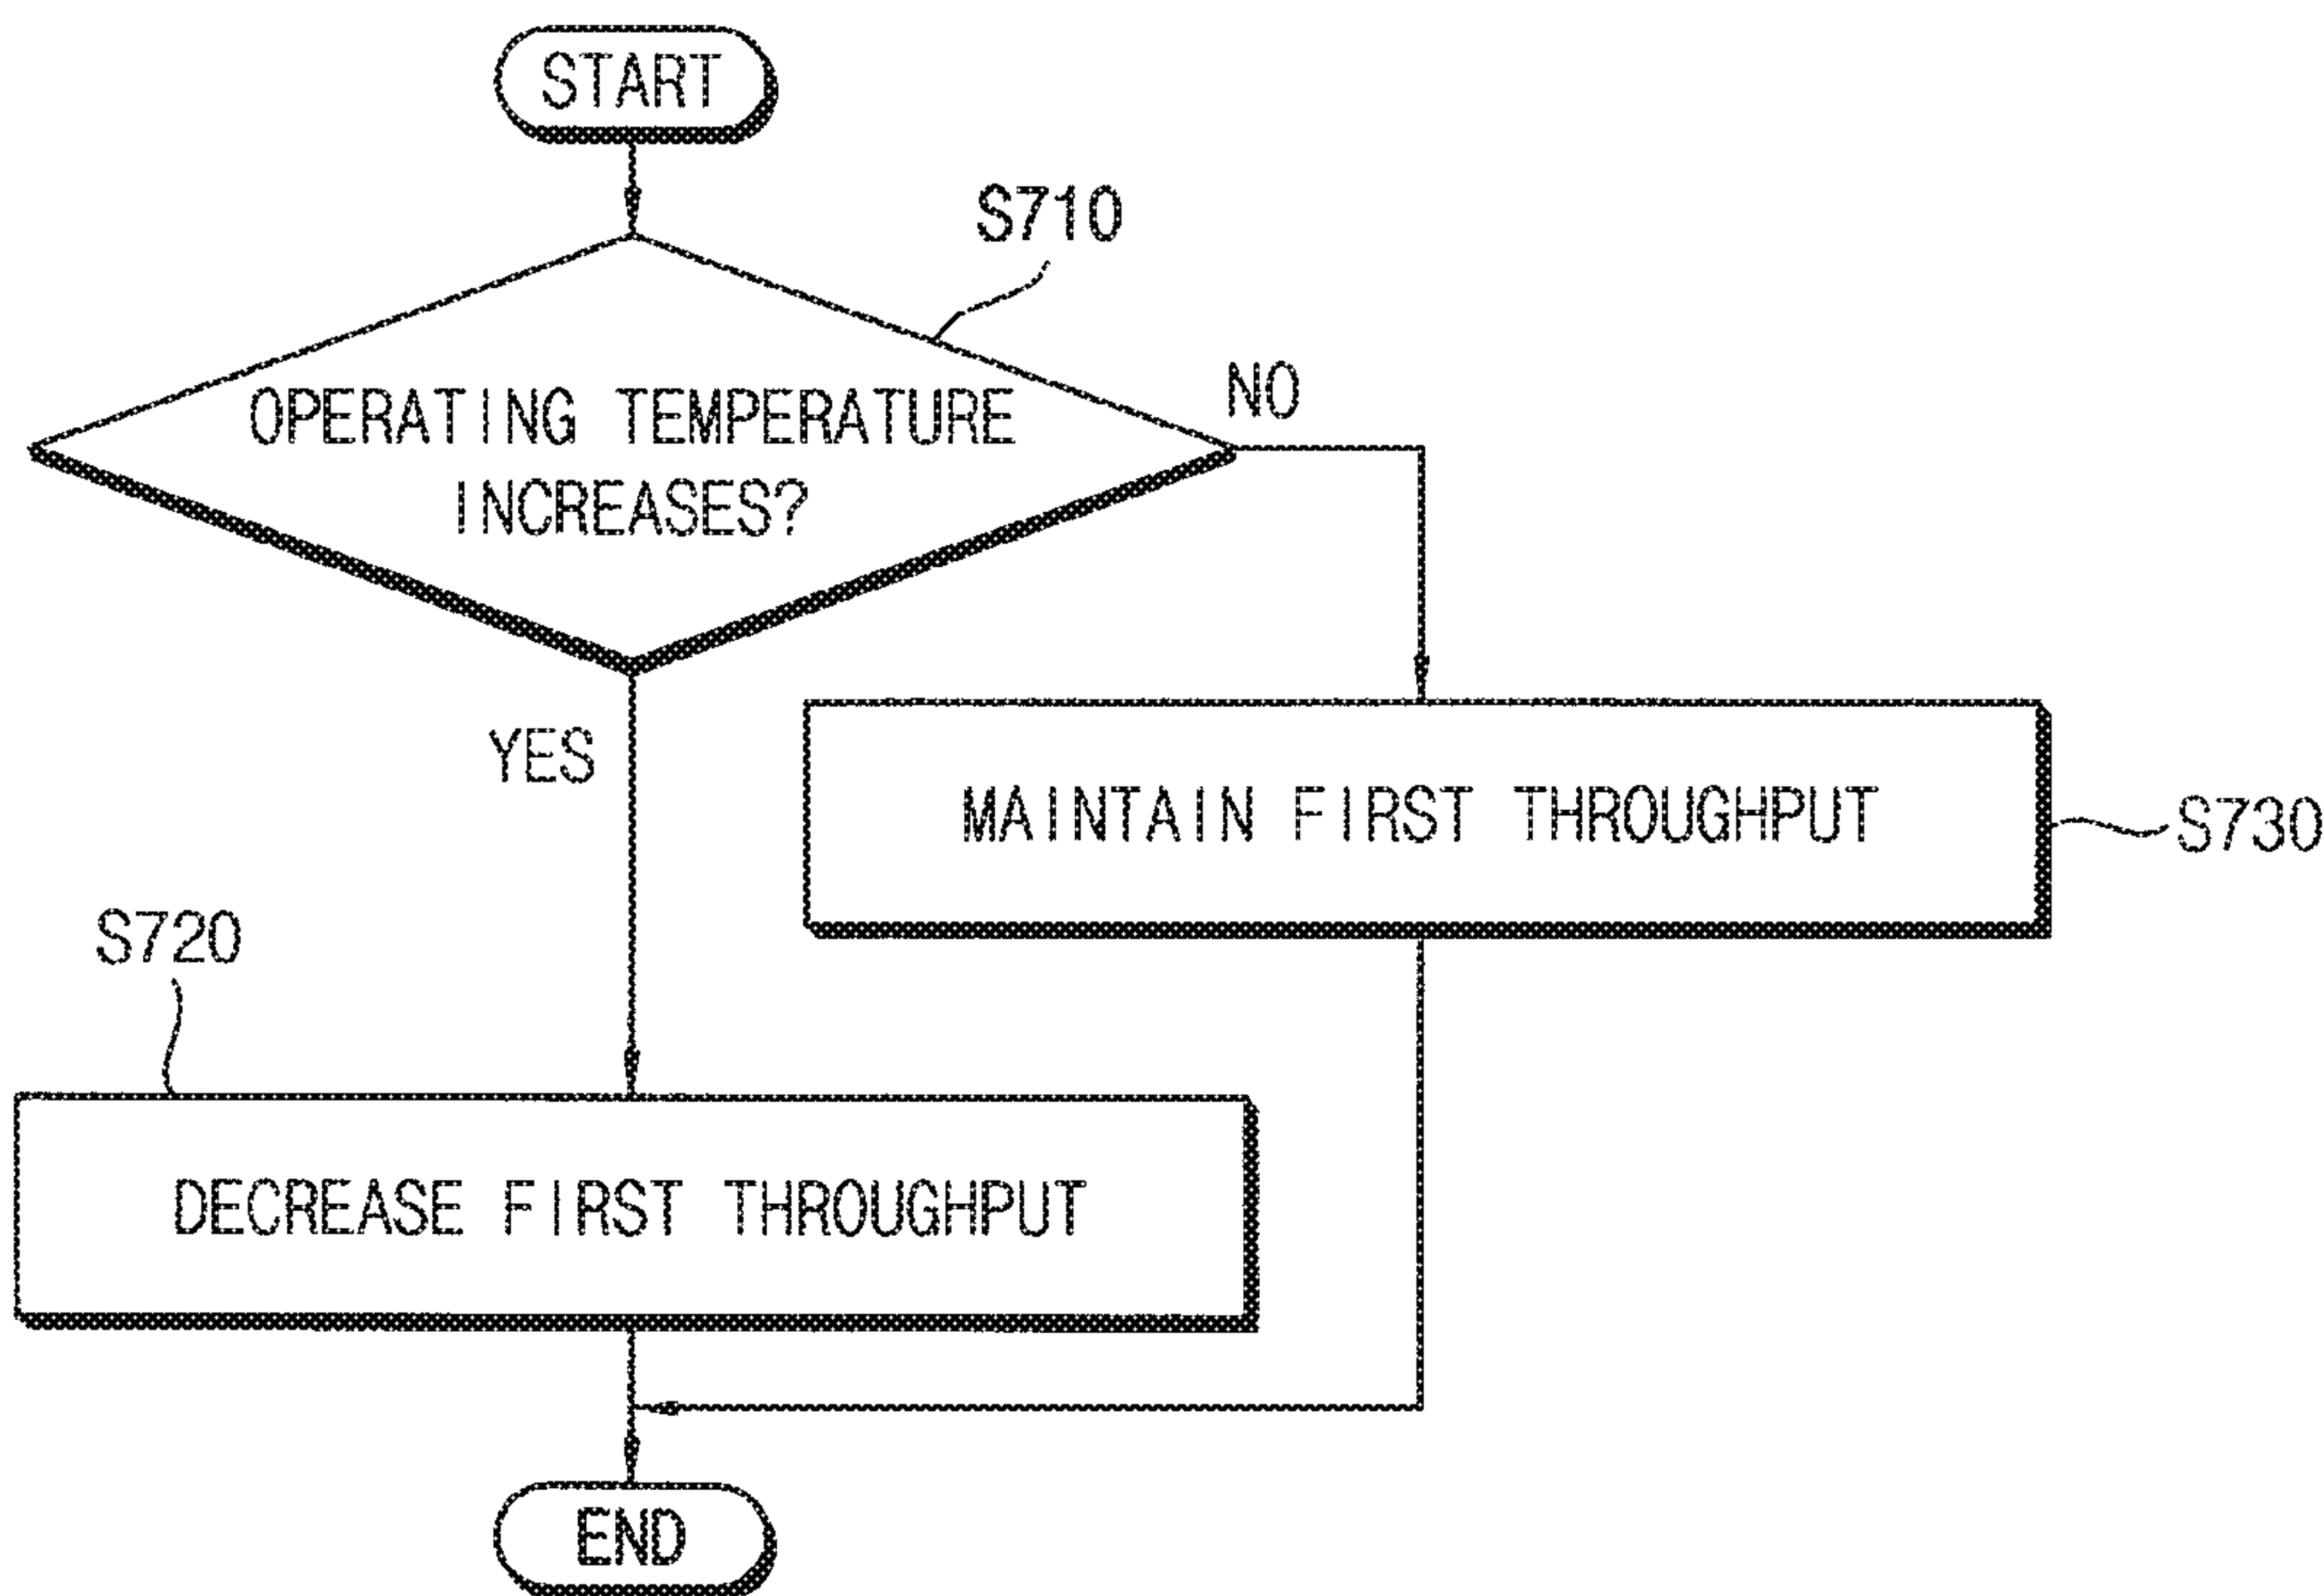 START
S710
OPERATING TEMPERATURE
INCREASES?
NO
YES
MAINTAIN FIRST THROUGHPUT
S730
S720
DECREASE FIRST THROUGHPUT
END